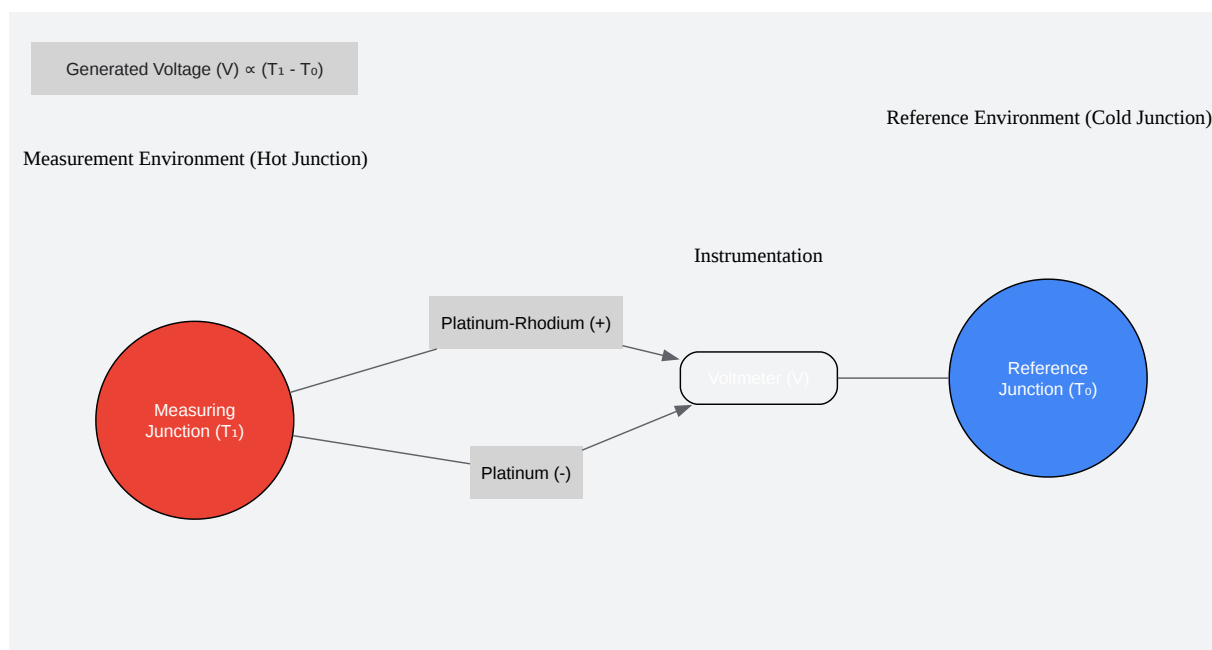 Generated Voltage (V) ∝ (T₁ - T₀)
Reference Environment (Cold Junction)
Measurement Environment (Hot Junction)
Instrumentation
Platinum-Rhodium (+)
Voltmeter (V)
Reference
Junction (T₀)
Measuring
Junction (T₁)
Platinum (-)